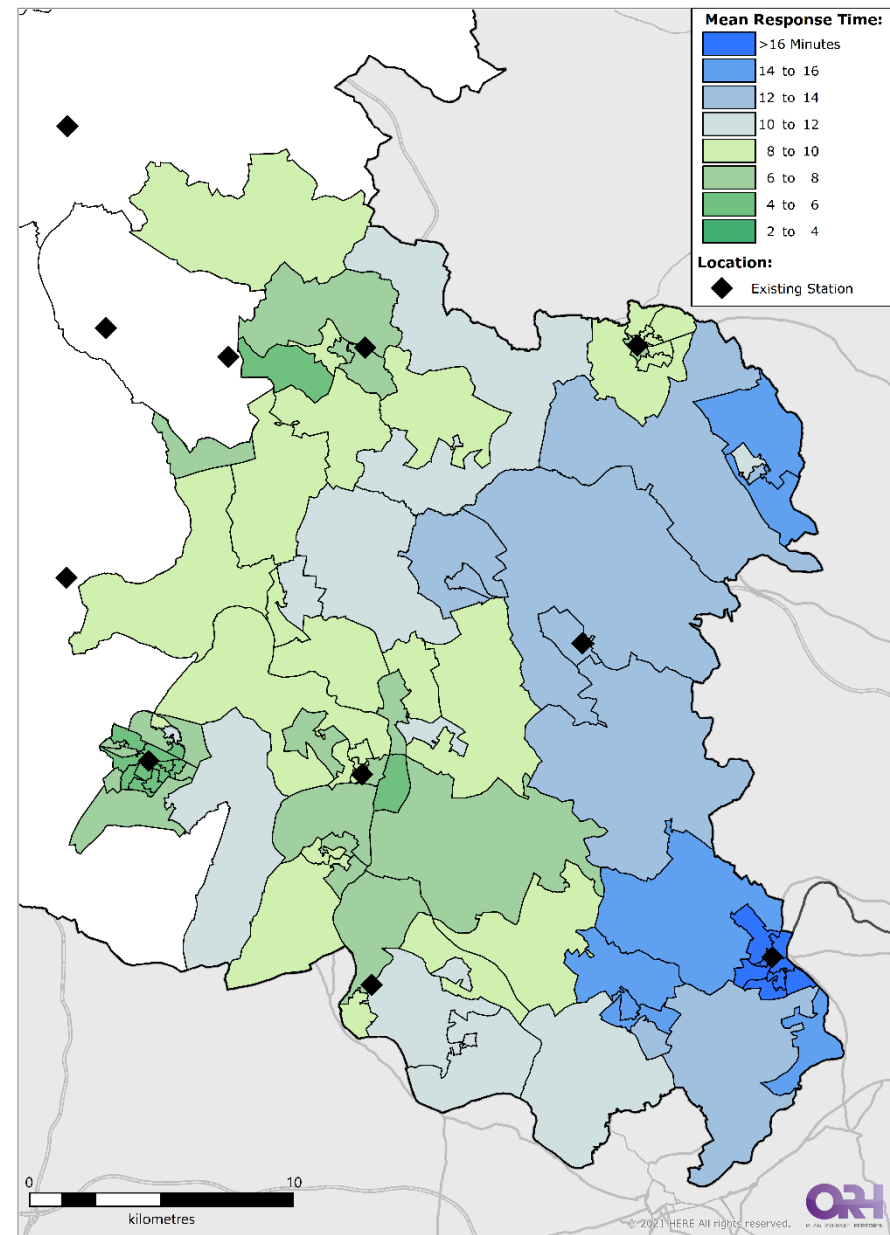 Mean Response Time:
>16 Minutes
14 to 16
12 to 14
10 to 12
8 to 10
6 to 8
4 to 6
2 to 4
Location:
Existing Station
0 10
kilometres
© 2021 HERE All rights reserved.
ORH
PERFORM.